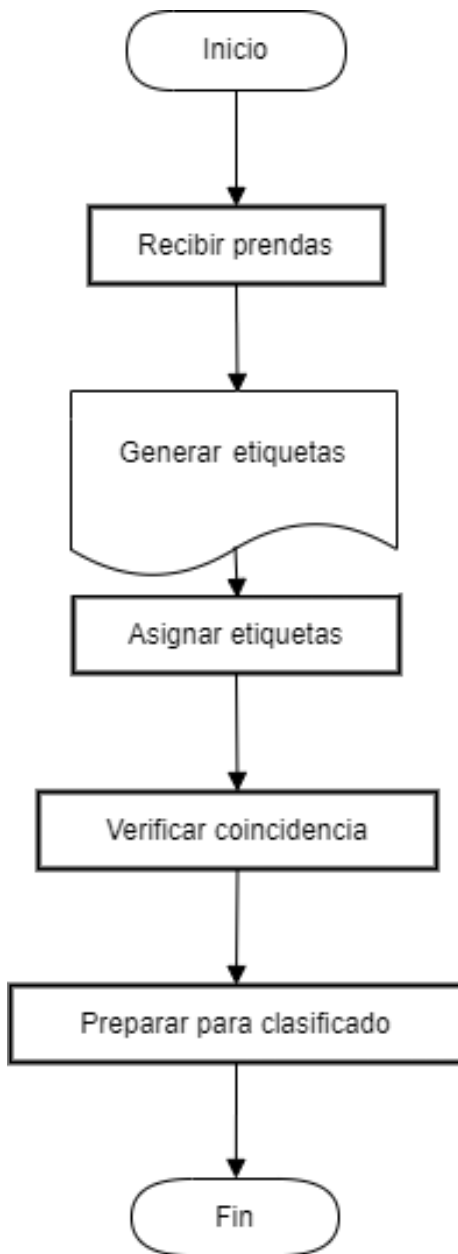 Inicio
Recibir prendas
Generar etiquetas
Asignar etiquetas
Verificar coincidencia
Preparar para clasificado
Fin